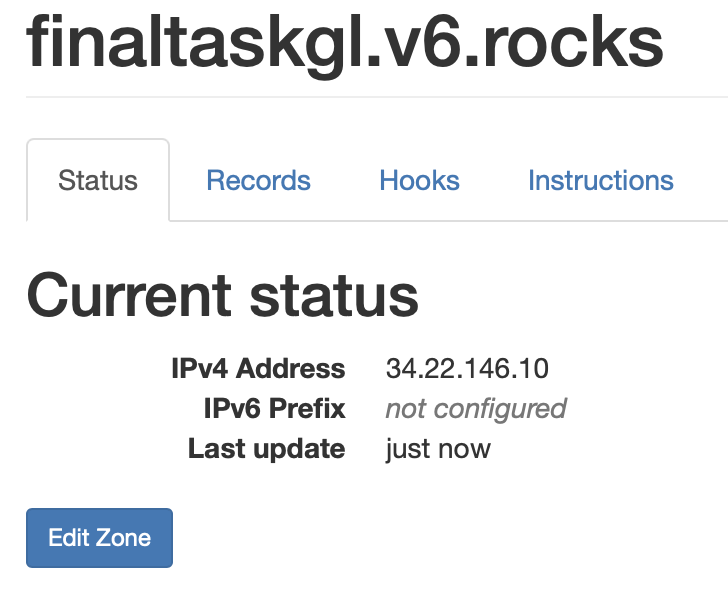 finaltaskgl.v6.rocks
Status Records Hooks Instructions
Current status
IPv4 Address 34.22.146.10
IPv6 Prefix not configured
Last update just now
Edit Zone